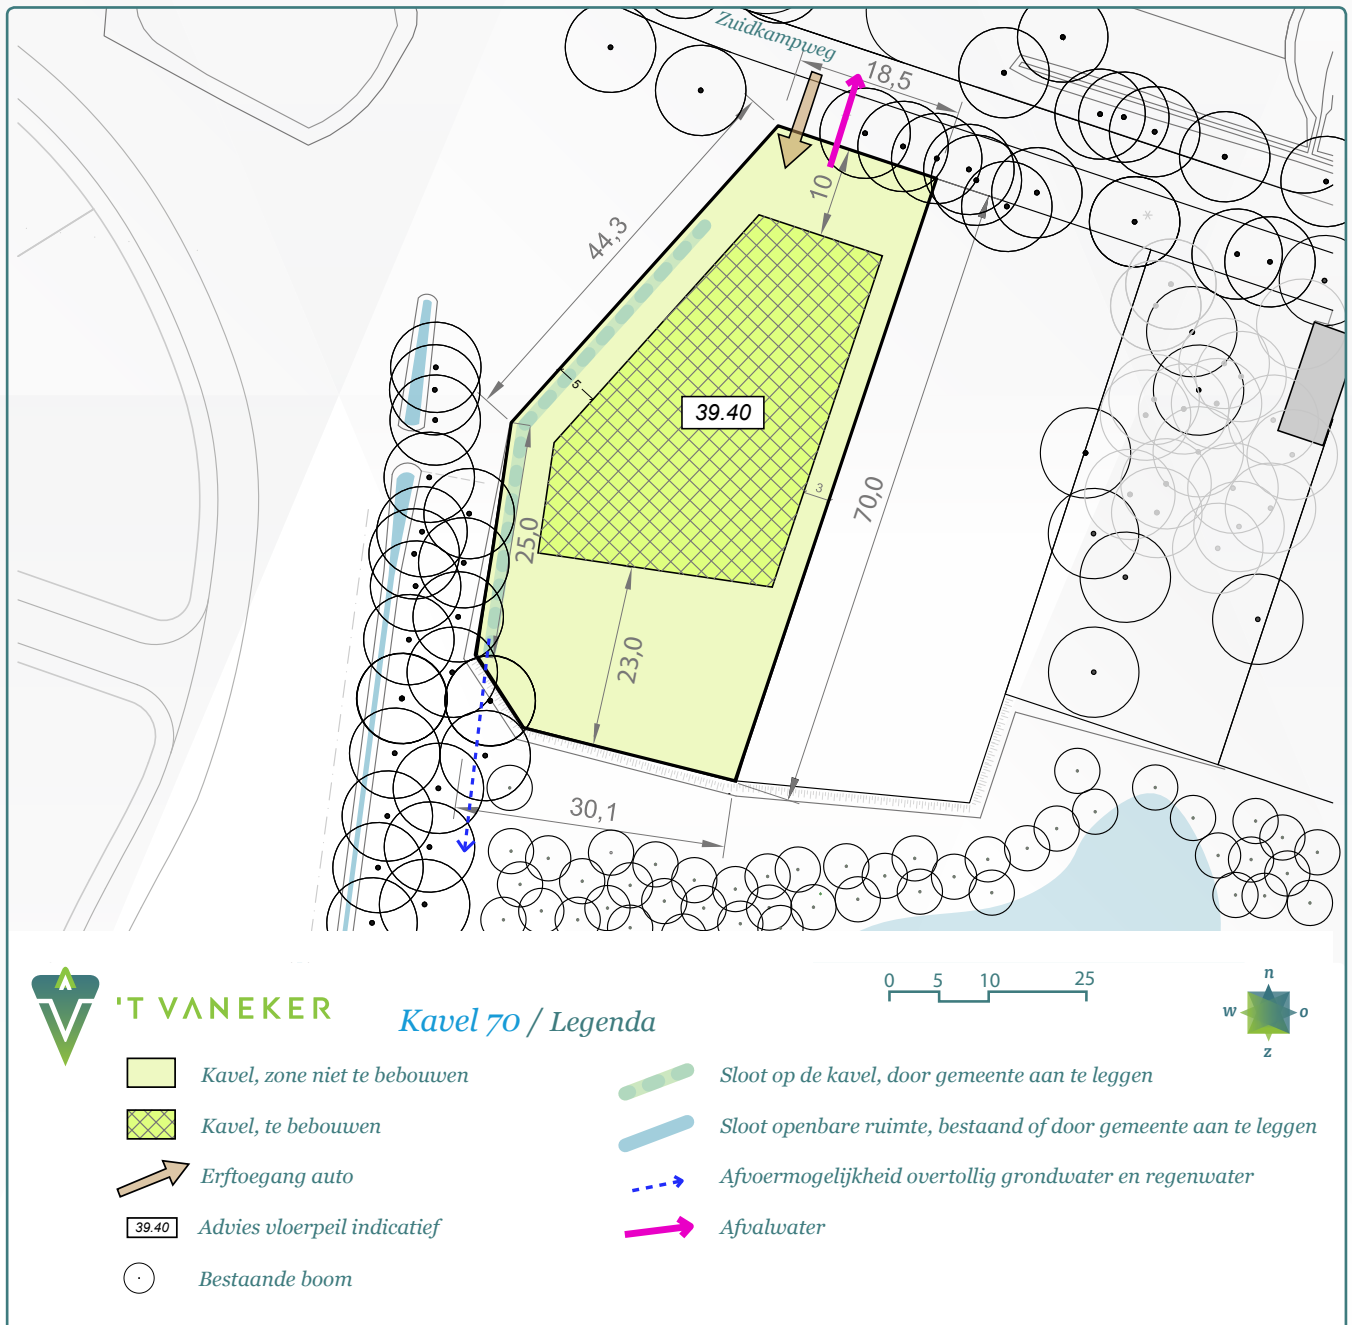 Zuidkampweg
18,5
10
44,3
5
39.40
3
70,0
25,0
23,0
30,1
'T VANEKER
Kavel 70 / Legenda
0 5 10 25
n
w o
z
Kavel, zone niet te bebouwen
Kavel, te bebouwen
Erftoegang auto
39.40 Advies vloerpeil indicatief
Bestaande boom
Sloot op de kavel, door gemeente aan te leggen
Sloot openbare ruimte, bestaand of door gemeente aan te leggen
Afvoermogelijkheid overtollig grondwater en regenwater
Afvalwater